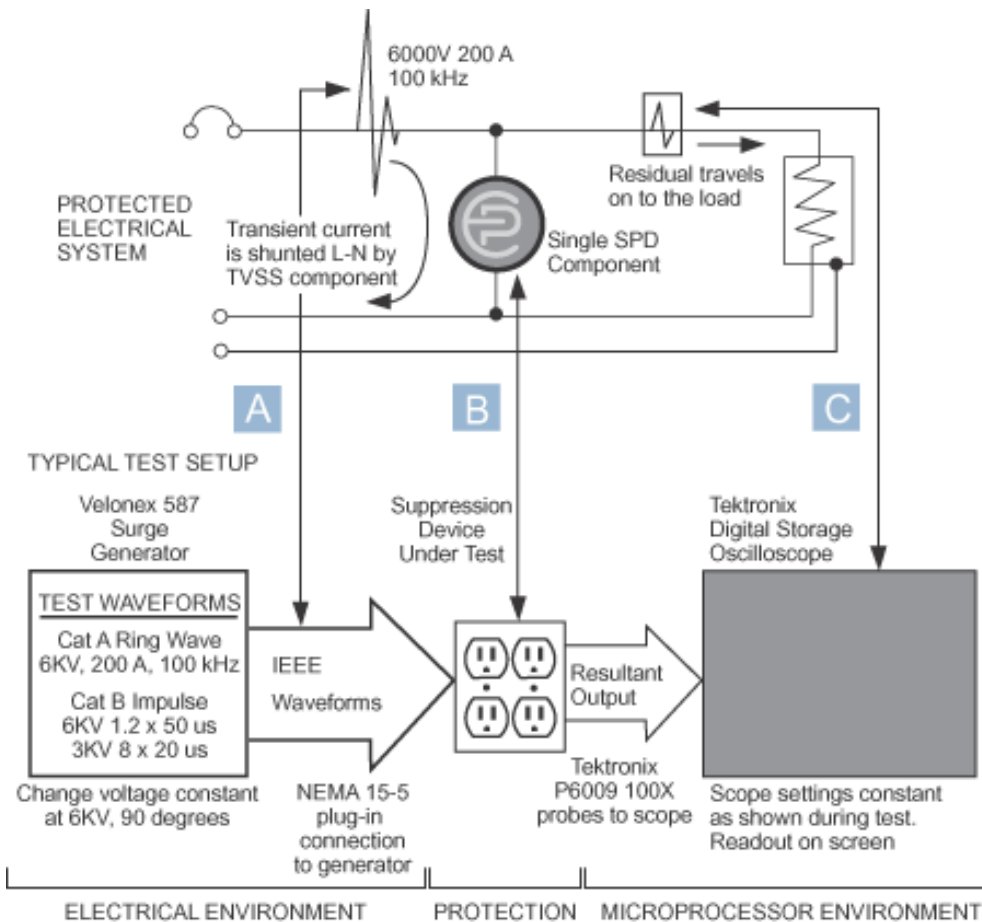 6000V 200 A
100 kHz
PROTECTED
ELECTRICAL
SYSTEM
Transient current
is shunted L-N by
TVSS component
Single SPD
Component
Residual travels
on to the load
A
B
C
TYPICAL TEST SETUP
Velonex 587
Surge
Generator
Suppression
Device
Under Test
Tektronix
Digital Storage
Oscilloscope
TEST WAVEFORMS
Cat A Ring Wave
6KV, 200 A, 100 kHz
Cat B Impulse
6KV 1.2 x 50 us
3KV 8 x 20 us
IEEE
Waveforms
Resultant
Output
Change voltage constant
at 6KV, 90 degrees
NEMA 15-5
plug-in
connection
to generator
Tektronix
P6009 100X
probes to scope
Scope settings constant
as shown during test.
Readout on screen
ELECTRICAL ENVIRONMENT
PROTECTION
MICROPROCESSOR ENVIRONMENT